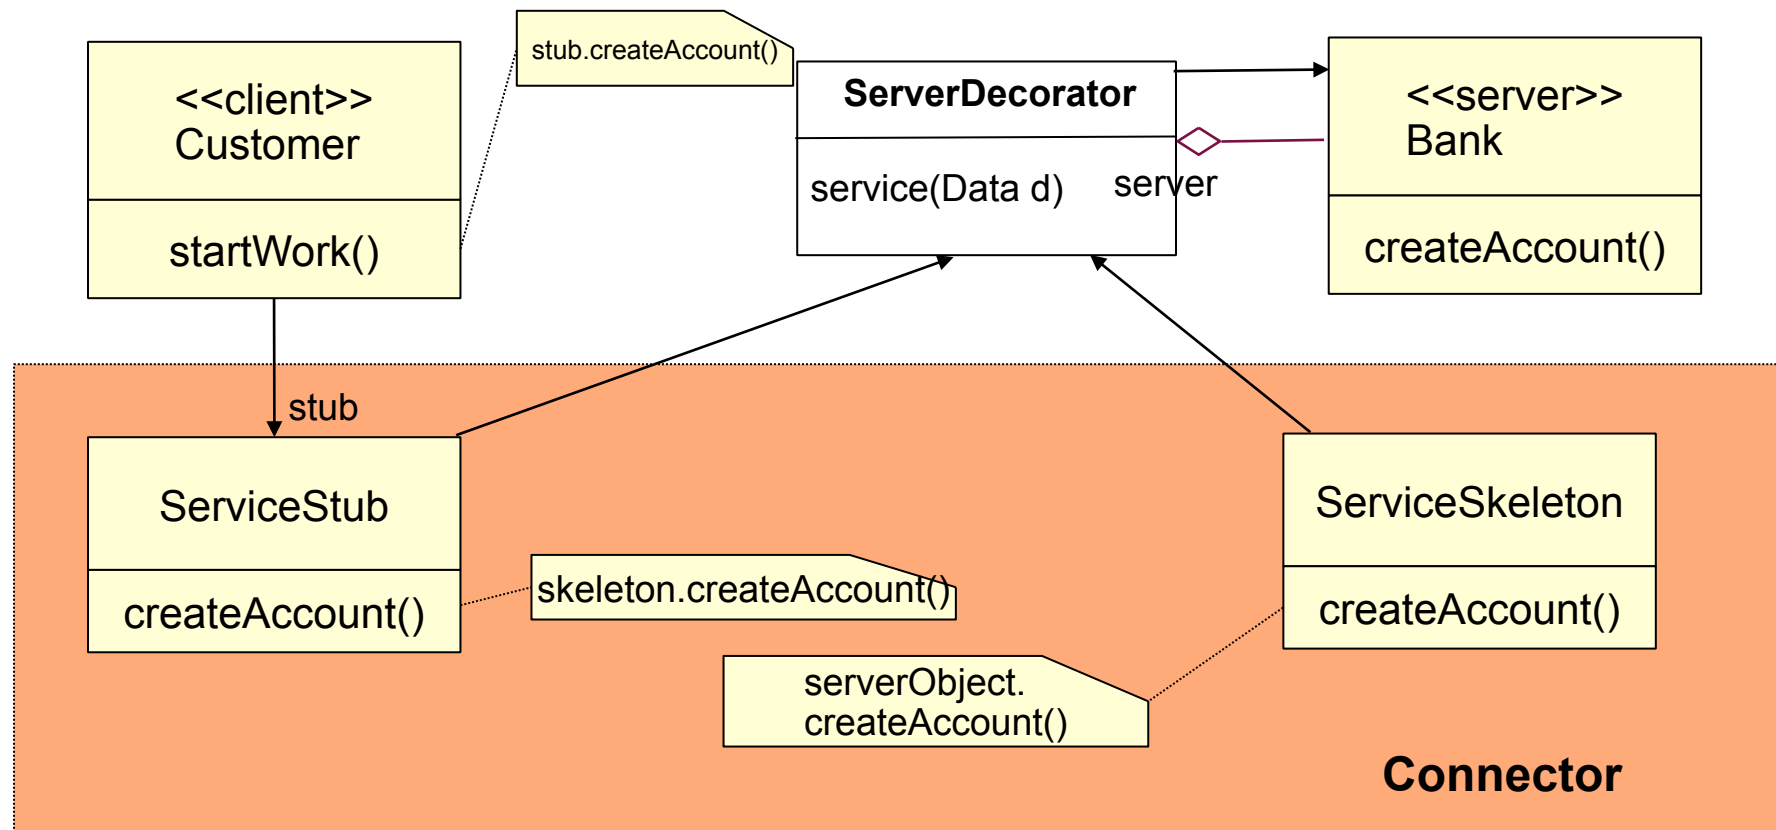 <<client>>
Customer
startWork()
stub.createAccount()
ServerDecorator
service(Data d)
server
<<server>>
Bank
createAccount()
stub
ServiceStub
createAccount()
skeleton.createAccount()
serverObject.
createAccount()
ServiceSkeleton
createAccount()
Connector